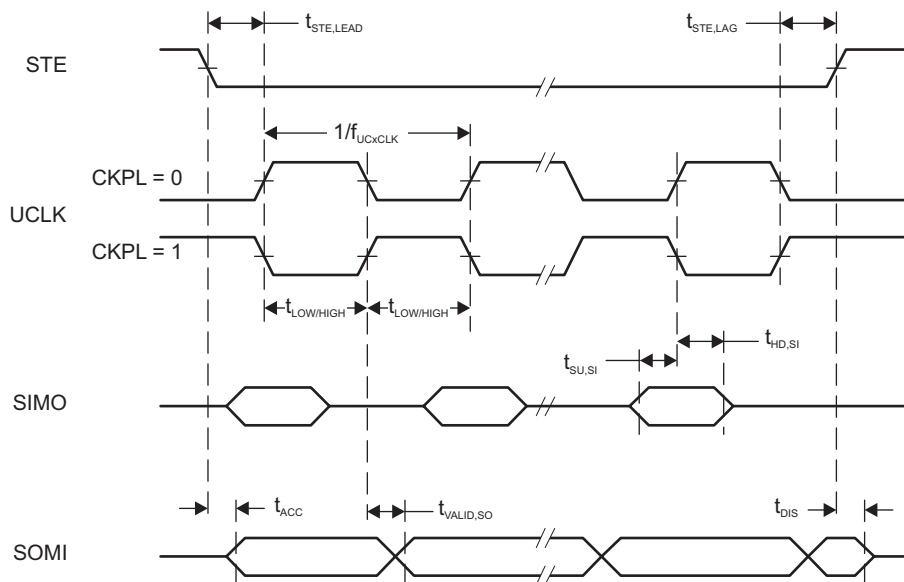 tSTE,LEAD
tSTE,LAG
STE
1/fUCxCLK
CKPL = 0
UCLK
CKPL = 1
tLOW/HIGH
tLOW/HIGH
tHD,SI
tSU,SI
SIMO
tACC
tVALID,SO
tDIS
SOMI